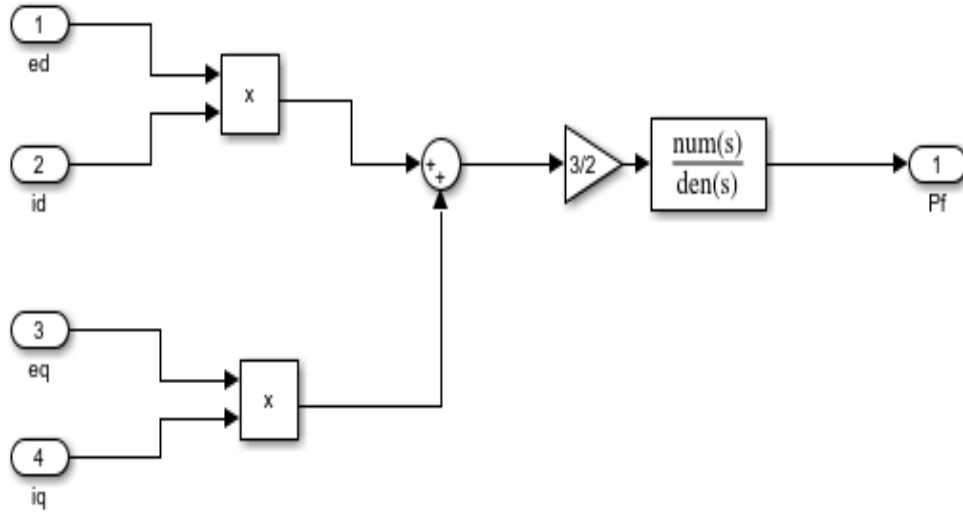 1
ed
x
2
id
+
+
3/2
num(s)
den(s)
1
Pf
3
eq
x
4
iq